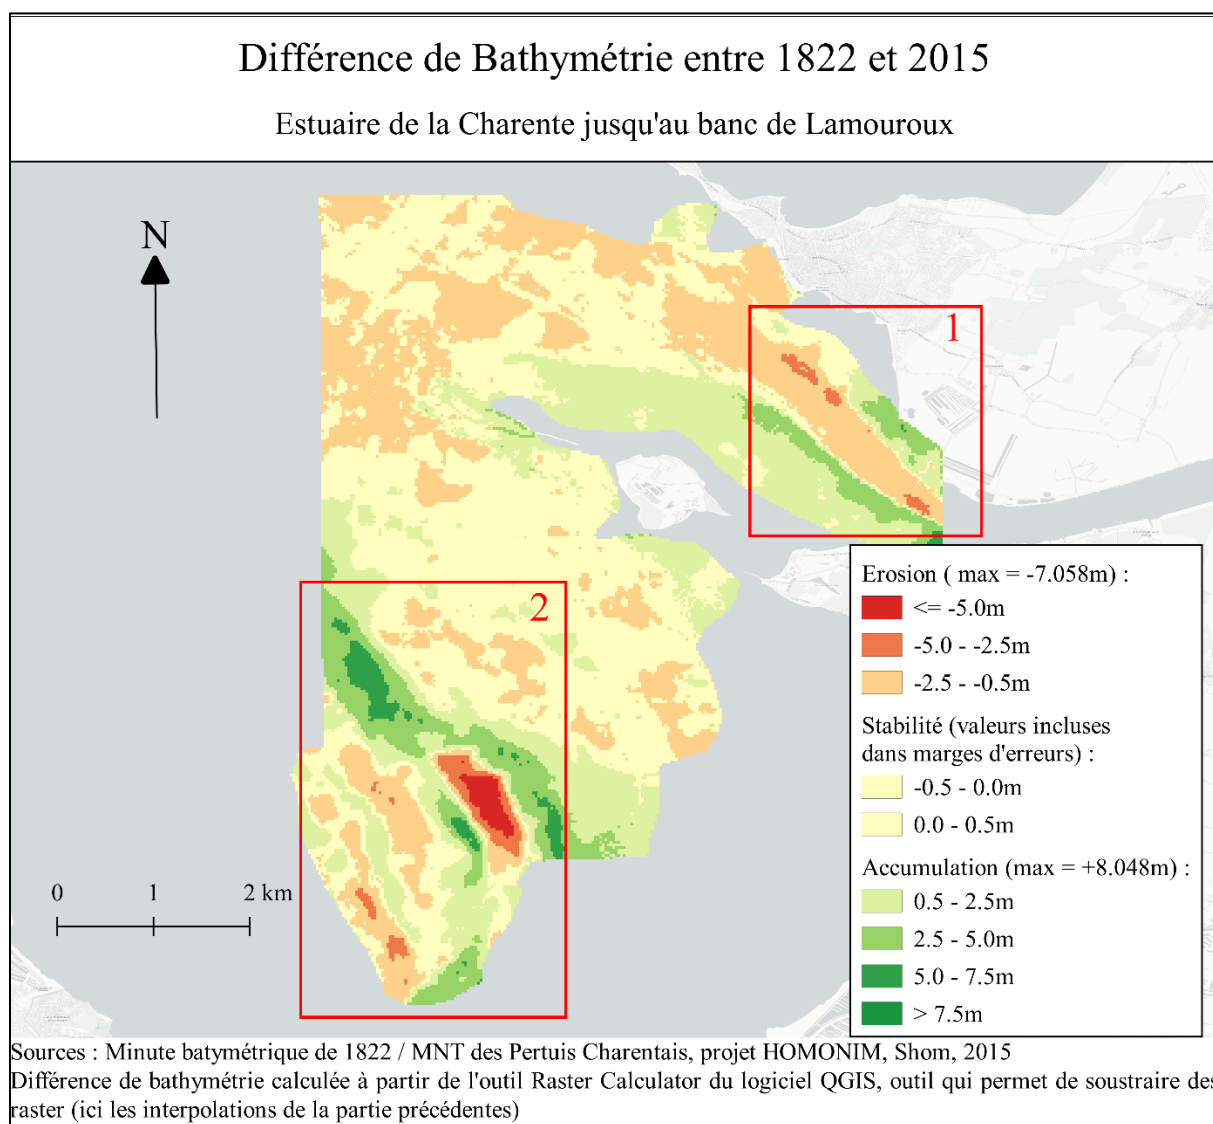 Différence de Bathymétrie entre 1822 et 2015
Estuaire de la Charente jusqu'au banc de Lamouroux
N
1
2
Erosion ( max = -7.058m) :
<= -5.0m
-5.0 - -2.5m
-2.5 - -0.5m
Stabilité (valeurs incluses
dans marges d'erreurs) :
-0.5 - 0.0m
0.0 - 0.5m
Accumulation (max = +8.048m) :
0.5 - 2.5m
2.5 - 5.0m
5.0 - 7.5m
> 7.5m
0 1 2 km
Sources : Minute batymétrique de 1822 / MNT des Pertuis Charentais, projet HOMONIM, Shom, 2015
Différence de bathymétrie calculée à partir de l'outil Raster Calculator du logiciel QGIS, outil qui permet de soustraire des
raster (ici les interpolations de la partie précédentes)